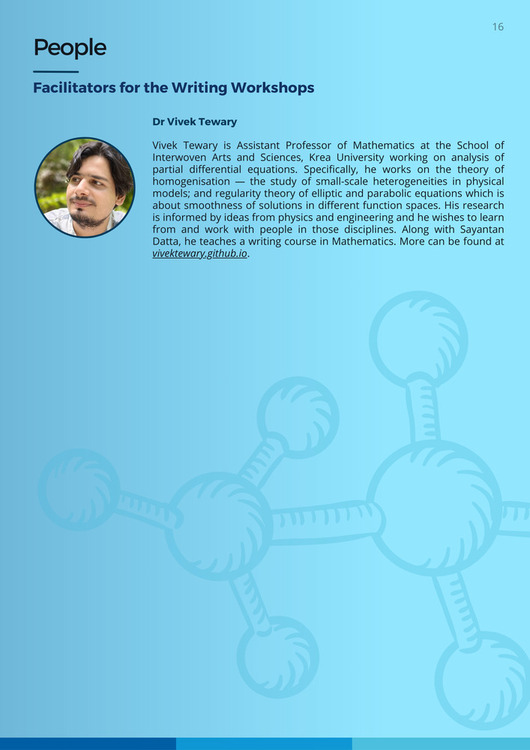 16
People
Facilitators for the Writing Workshops
Dr Vivek Tewary
Vivek Tewary is Assistant Professor of Mathematics at the School of
Interwoven Arts and Sciences, Krea University working on analysis of
partial differential equations. Specifically, he works on the theory of
homogenisation — the study of small-scale heterogeneities in physical
models; and regularity theory of elliptic and parabolic equations which is
about smoothness of solutions in different function spaces. His research
is informed by ideas from physics and engineering and he wishes to learn
from and work with people in those disciplines. Along with Sayantan
Datta, he teaches a writing course in Mathematics. More can be found at
vivektewary.github.io.